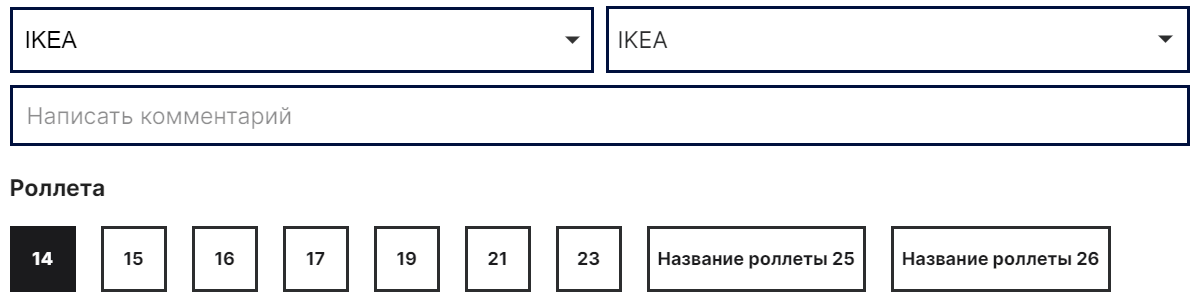 IKEA
IKEA
Написать комментарий
Роллета
14 15 16 17 19 21 23 Название роллеты 25 Название роллеты 26